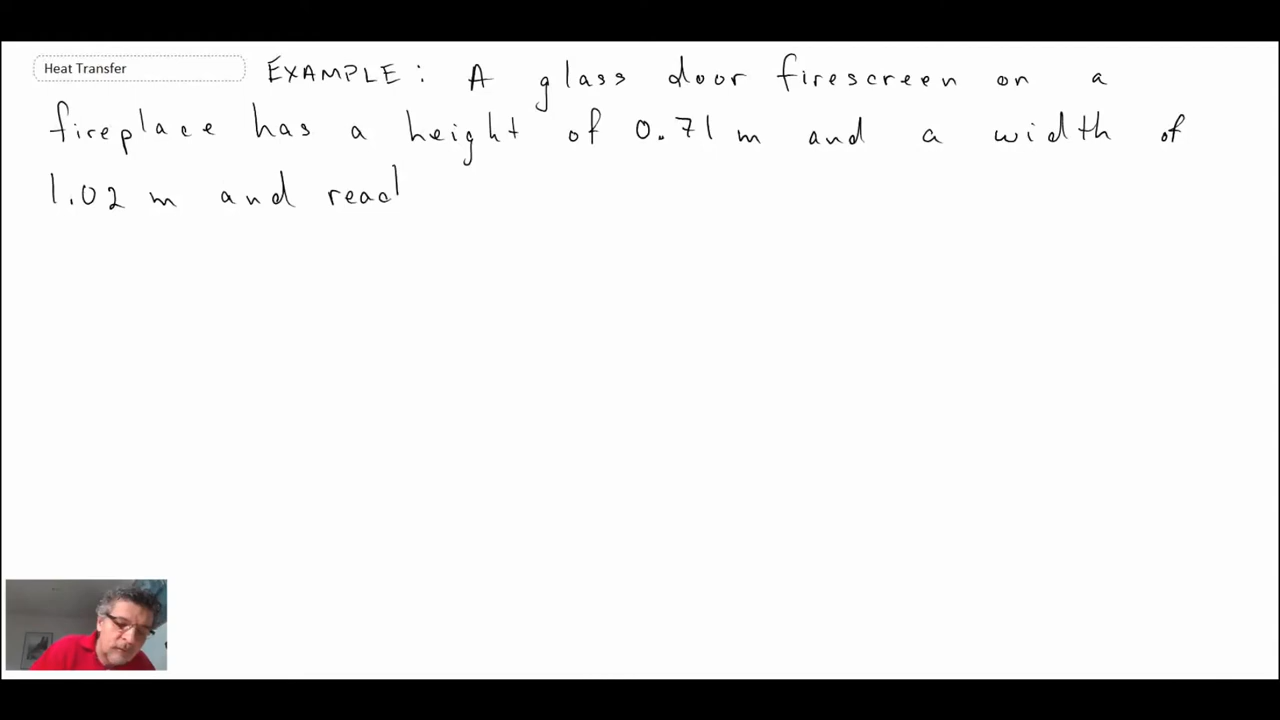 Heat Transfer
EXAMPLE: A glass door firescreen on a
fireplace has a height of 0.71 m and a width of
1.02 m and reac